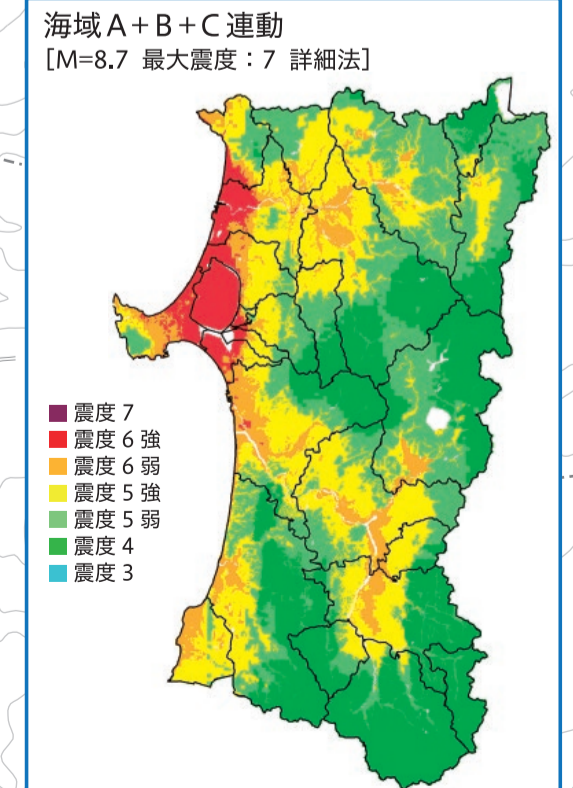 海域A+B+C連動
[M=8.7 最大震度:7 詳細法]
震度7
震度6強
震度6弱
震度5強
震度5弱
震度4
震度3